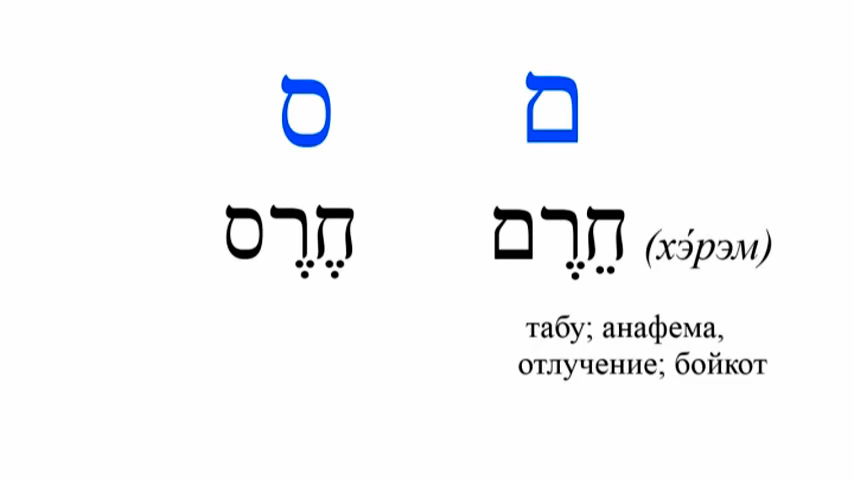 ס ם
חֶרֶס חֵרֶם (хэ́рэм)
табу; анафема,
отлучение; бойкот